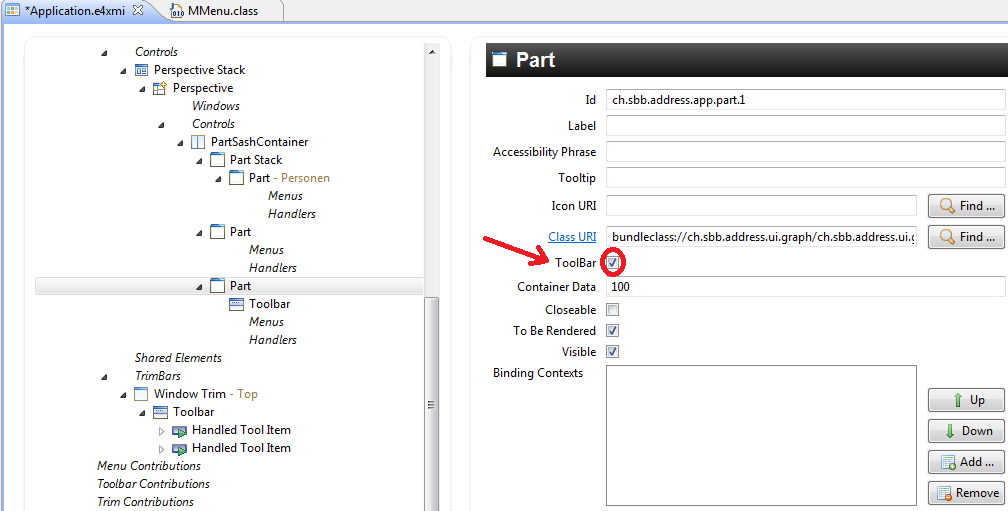 *Application.e4xmi
MMenu.class
Controls
Perspective Stack
Perspective
Windows
Controls
PartSashContainer
Part Stack
Part - Personen
Menus
Handlers
Part
Menus
Handlers
Part
Toolbar
Menus
Handlers
Shared Elements
TrimBars
Window Trim - Top
Toolbar
Handled Tool Item
Handled Tool Item
Menu Contributions
Toolbar Contributions
Trim Contributions
Part
Id ch.sbb.address.app.part.1
Label
Accessibility Phrase
Tooltip
Icon URI Find ...
Class URI bundleclass://ch.sbb.address.ui.graph/ch.sbb.address.ui.g Find ...
ToolBar
Container Data 100
Closeable
To Be Rendered
Visible
Binding Contexts
Up
Down
Add ...
Remove